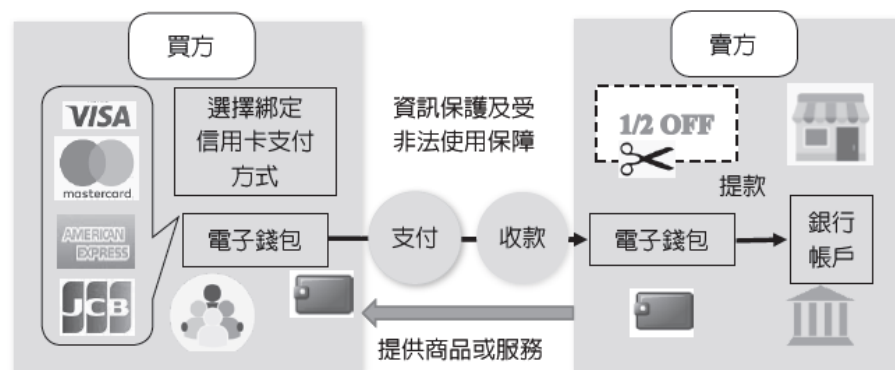 買方
VISA
mastercard
AMERICAN
EXPRESS
JCB
選擇綁定
信用卡支付
方式
電子錢包
資訊保護及受
非法使用保障
支付
收款
提供商品或服務
賣方
1/2 OFF
提款
電子錢包
銀行
帳戶